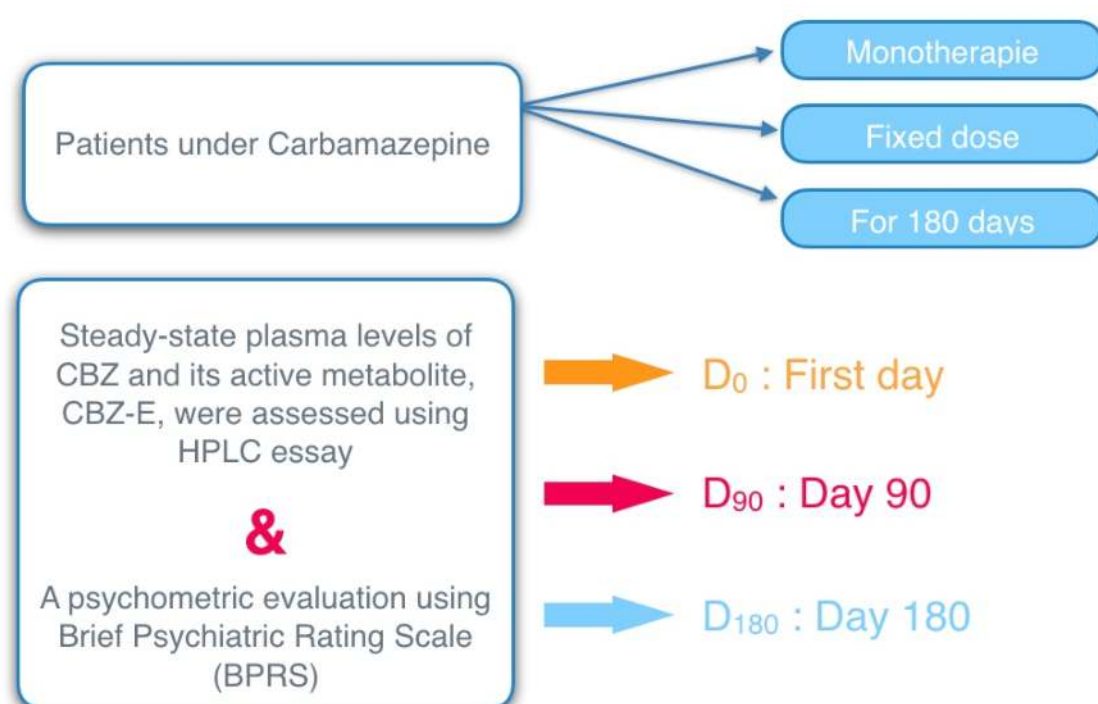 Monotherapie
Patients under Carbamazepine
Fixed dose
For 180 days
Steady-state plasma levels of
CBZ and its active metabolite,
CBZ-E, were assessed using
HPLC essay
&
A psychometric evaluation using
Brief Psychiatric Rating Scale
(BPRS)
D₀ : First day
D₉₀ : Day 90
D₁₈₀ : Day 180